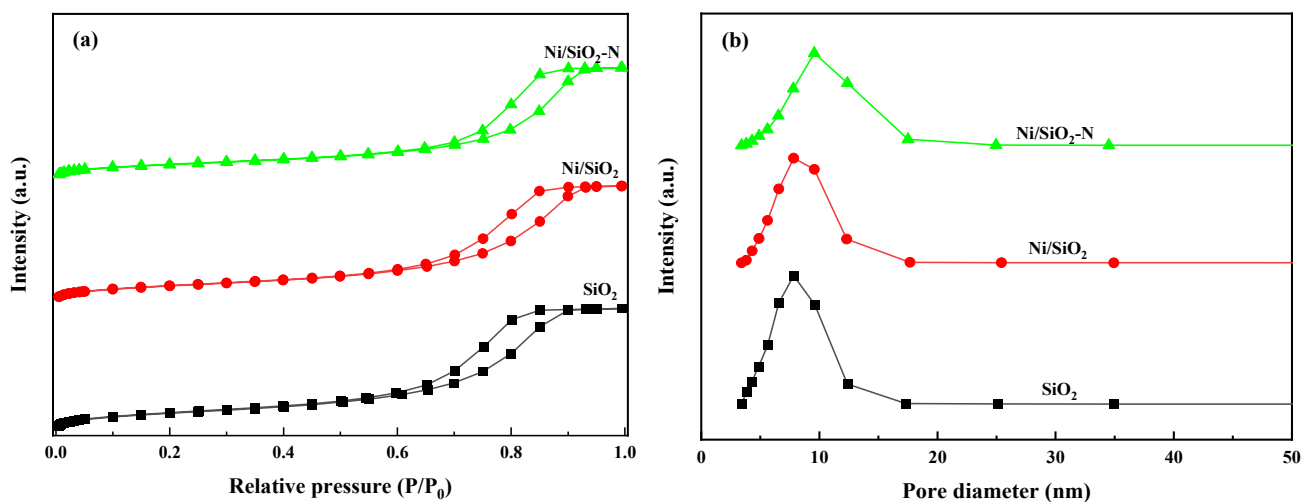 (a)
Ni/SiO₂-N
Ni/SiO₂
SiO₂
Intensity (a.u.)
0.0 0.2 0.4 0.6 0.8 1.0
Relative pressure (P/P₀)
(b)
Ni/SiO₂-N
Ni/SiO₂
SiO₂
Intensity (a.u.)
0 10 20 30 40 50
Pore diameter (nm)